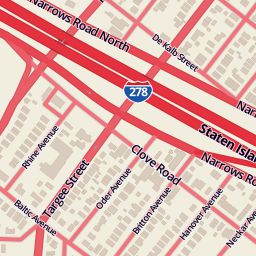 Narrows Road North
De Kalb Street
278
Narr
Staten Islan
Narrows Ro
Clove Road
Rhine Avenue
Targee Street
Oder Avenue
Britton Avenue
Hanover Avenue
Neckar Avenue
Baltic Avenue